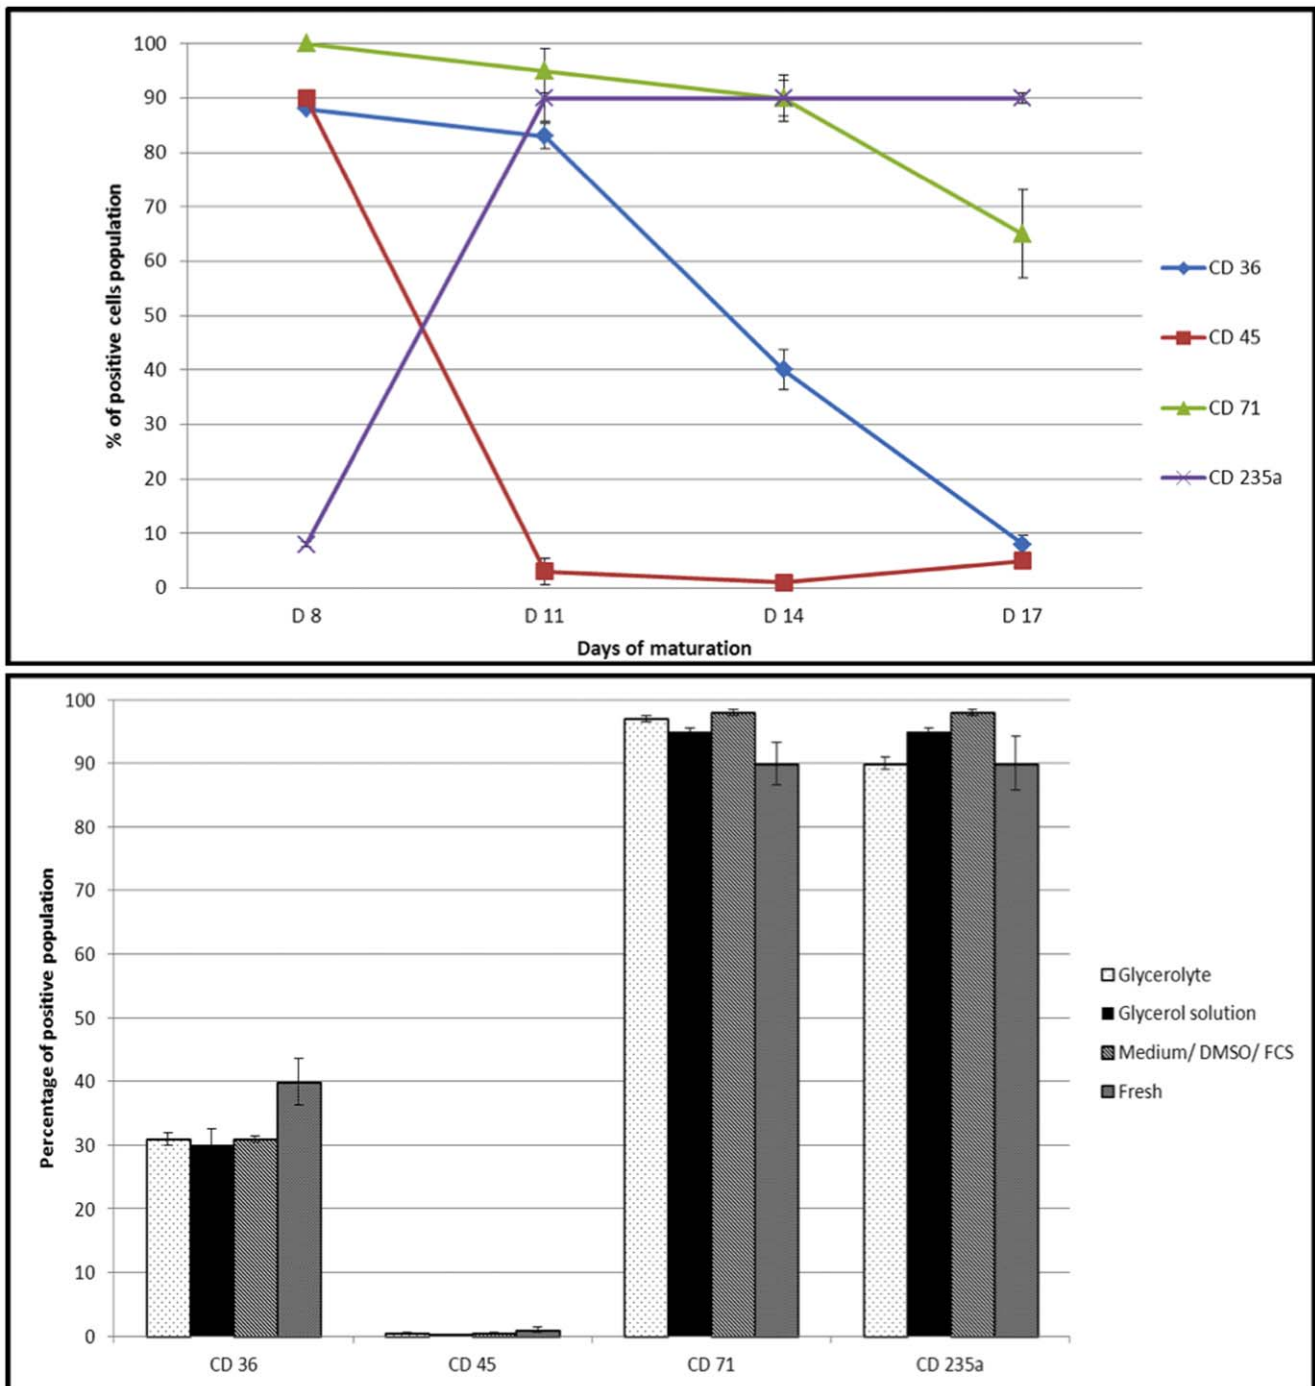 100
90
80
70
60
50
40
30
20
10
0
% of positive cells population
D 8 D 11 D 14 D 17
Days of maturation
CD 36
CD 45
CD 71
CD 235a
100
90
80
70
60
50
40
30
20
10
0
Percentage of positive population
CD 36 CD 45 CD 71 CD 235a
Glycerolyte
Glycerol solution
Medium/ DMSO/ FCS
Fresh